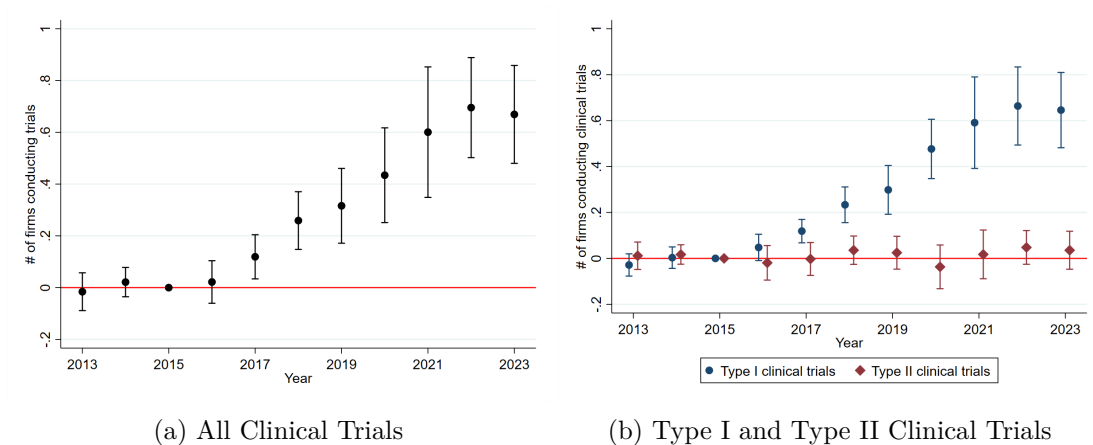 # of firms conducting trials
1
.8
.6
.4
.2
0
-.2
2013 2015 2017 2019 2021 2023
Year
(a) All Clinical Trials
# of firms conducting clinical trials
1
.8
.6
.4
.2
0
-.2
2013 2015 2017 2019 2021 2023
Year
Type I clinical trials Type II clinical trials
(b) Type I and Type II Clinical Trials